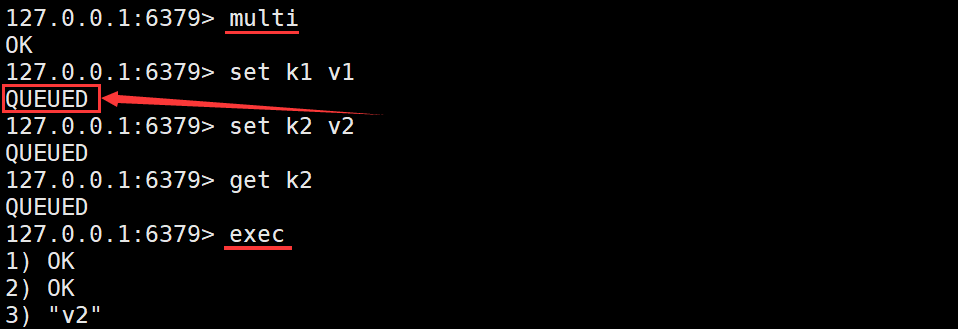 127.0.0.1:6379> multi
OK
127.0.0.1:6379> set k1 v1
QUEUED
127.0.0.1:6379> set k2 v2
QUEUED
127.0.0.1:6379> get k2
QUEUED
127.0.0.1:6379> exec
1) OK
2) OK
3) "v2"